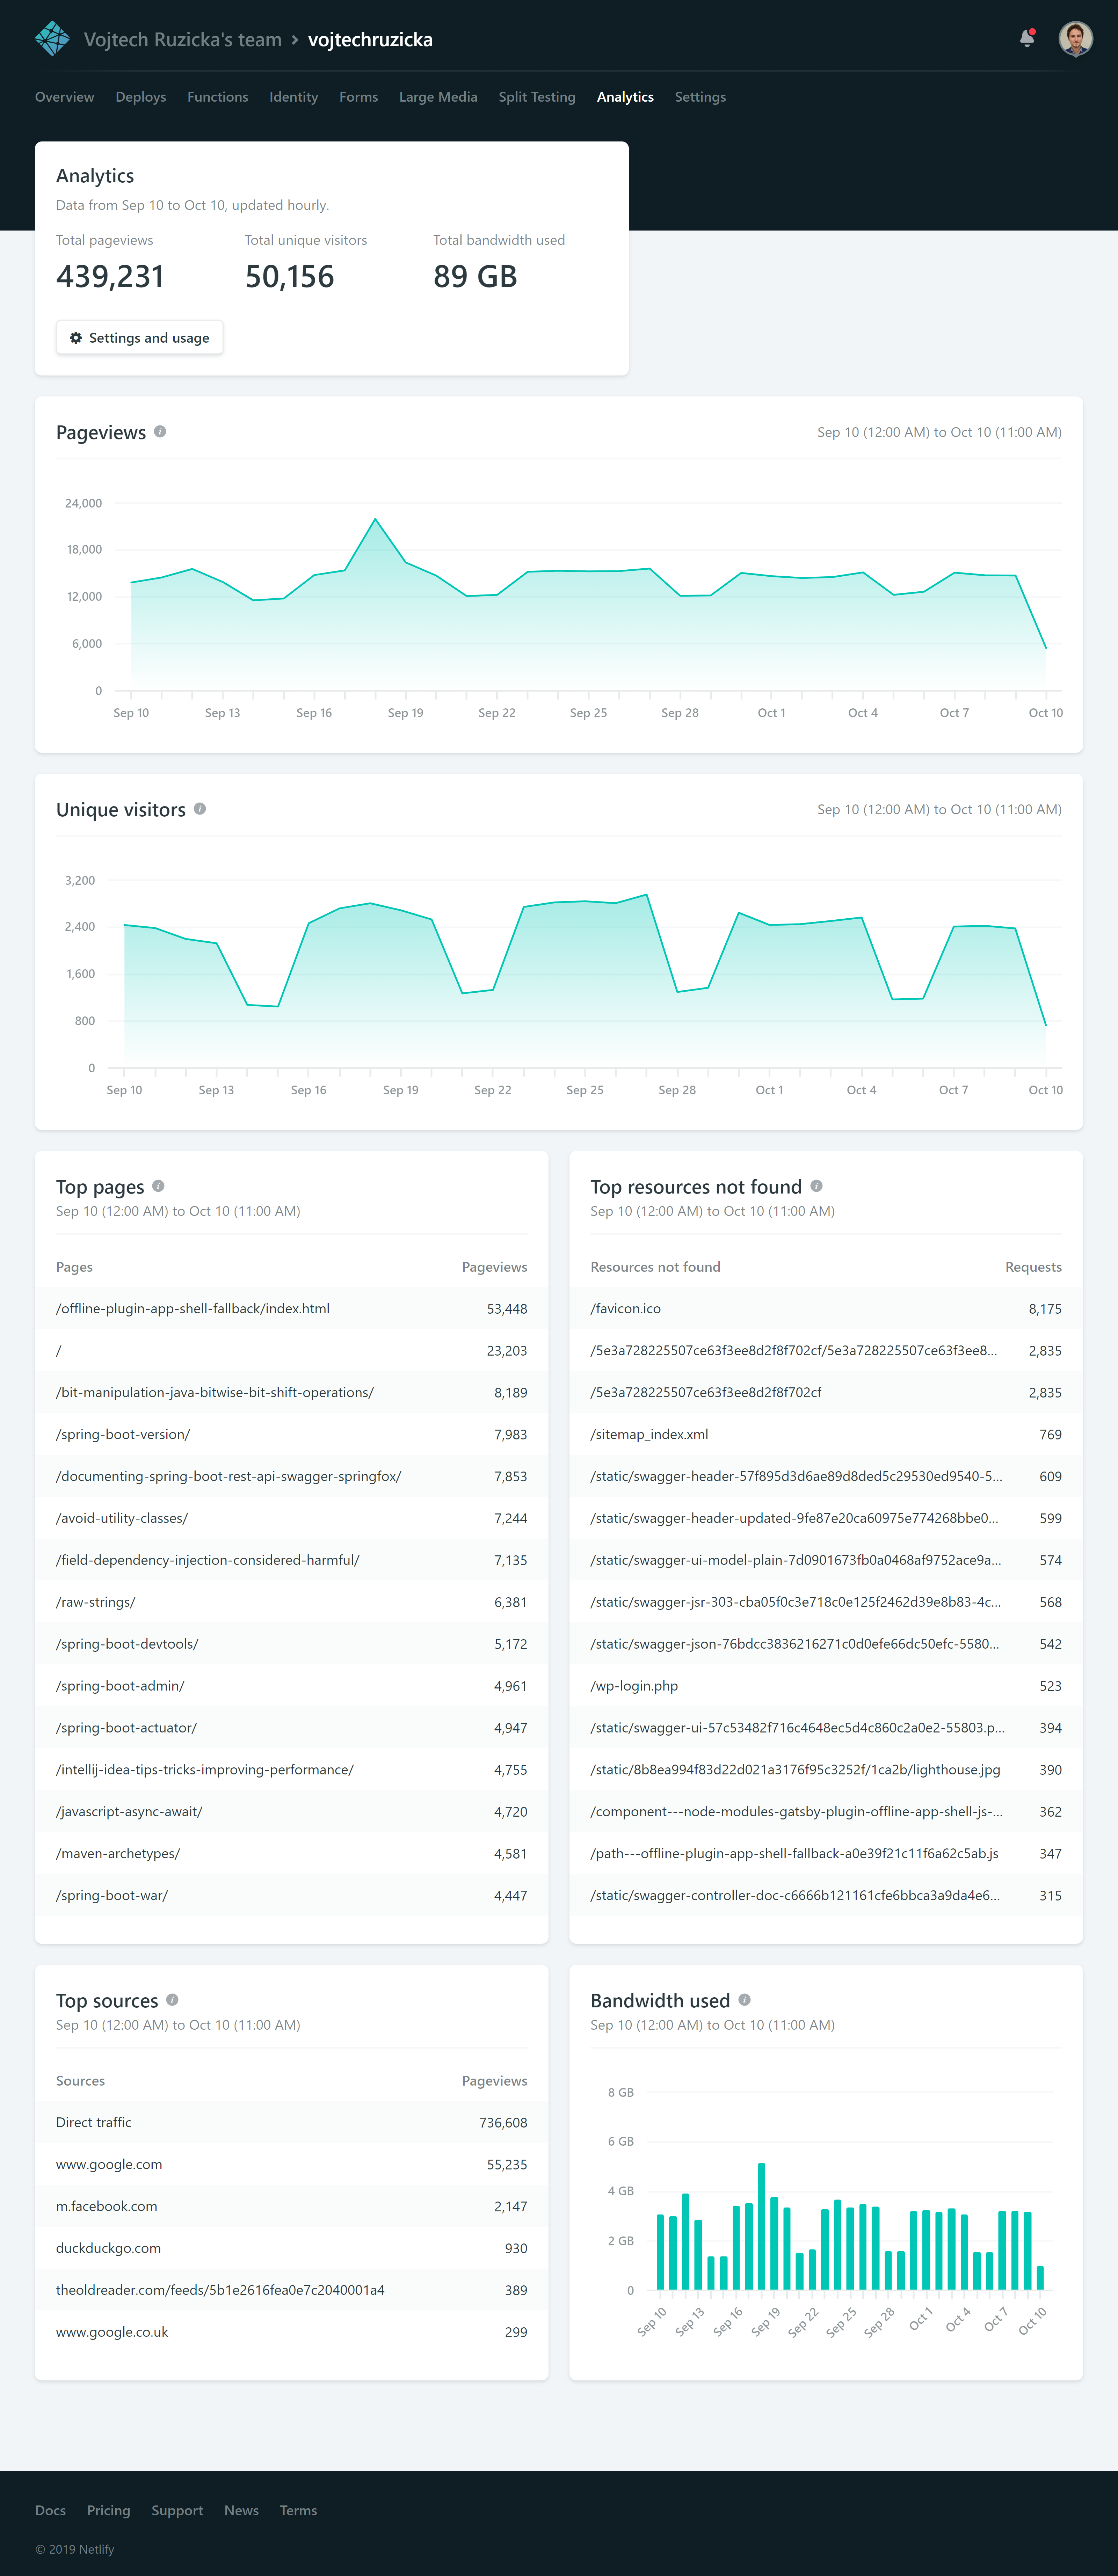 Vojtech Ruzicka's team > vojtechruzicka
Overview Deploys Functions Identity Forms Large Media Split Testing Analytics Settings
Analytics
Data from Sep 10 to Oct 10, updated hourly.
Total pageviews Total unique visitors Total bandwidth used
439,231 50,156 89 GB
Settings and usage
Pageviews Sep 10 (12:00 AM) to Oct 10 (11:00 AM)
24,000
18,000
12,000
6,000
0
Sep 10 Sep 13 Sep 16 Sep 19 Sep 22 Sep 25 Sep 28 Oct 1 Oct 4 Oct 7 Oct 10
Unique visitors Sep 10 (12:00 AM) to Oct 10 (11:00 AM)
3,200
2,400
1,600
800
0
Sep 10 Sep 13 Sep 16 Sep 19 Sep 22 Sep 25 Sep 28 Oct 1 Oct 4 Oct 7 Oct 10
Top pages
Sep 10 (12:00 AM) to Oct 10 (11:00 AM)
Pages Pageviews
/offline-plugin-app-shell-fallback/index.html 53,448
/ 23,203
/bit-manipulation-java-bitwise-bit-shift-operations/ 8,189
/spring-boot-version/ 7,983
/documenting-spring-boot-rest-api-swagger-springfox/ 7,853
/avoid-utility-classes/ 7,244
/field-dependency-injection-considered-harmful/ 7,135
/raw-strings/ 6,381
/spring-boot-devtools/ 5,172
/spring-boot-admin/ 4,961
/spring-boot-actuator/ 4,947
/intellij-idea-tips-tricks-improving-performance/ 4,755
/javascript-async-await/ 4,720
/maven-archetypes/ 4,581
/spring-boot-war/ 4,447
Top resources not found
Sep 10 (12:00 AM) to Oct 10 (11:00 AM)
Resources not found Requests
/favicon.ico 8,175
/5e3a728225507ce63f3ee8d2f8f702cf/5e3a728225507ce63f3ee8... 2,835
/5e3a728225507ce63f3ee8d2f8f702cf 2,835
/sitemap_index.xml 769
/static/swagger-header-57f895d3d6ae89d8ded5c29530ed9540-5... 609
/static/swagger-header-updated-9fe87e20ca60975e774268bbe0... 599
/static/swagger-ui-model-plain-7d0901673fb0a0468af9752ace9a... 574
/static/swagger-jsr-303-cba05f0c3e718c0e125f2462d39e8b83-4c... 568
/static/swagger-json-76bdcc3836216271c0d0efe66dc50efc-5580... 542
/wp-login.php 523
/static/swagger-ui-57c53482f716c4648ec5d4c860c2a0e2-55803.p... 394
/static/8b8ea994f83d22d021a3176f95c3252f/1ca2b/lighthouse.jpg 390
/component---node-modules-gatsby-plugin-offline-app-shell-js-... 362
/path---offline-plugin-app-shell-fallback-a0e39f21c11f6a62c5ab.js 347
/static/swagger-controller-doc-c6666b121161cfe6bbca3a9da4e6... 315
Top sources
Sep 10 (12:00 AM) to Oct 10 (11:00 AM)
Sources Pageviews
Direct traffic 736,608
www.google.com 55,235
m.facebook.com 2,147
duckduckgo.com 930
theoldreader.com/feeds/5b1e2616fea0e7c2040001a4 389
www.google.co.uk 299
Bandwidth used
Sep 10 (12:00 AM) to Oct 10 (11:00 AM)
8 GB
6 GB
4 GB
2 GB
0
Sep 10 Sep 13 Sep 16 Sep 19 Sep 22 Sep 25 Sep 28 Oct 1 Oct 4 Oct 7 Oct 10
Docs Pricing Support News Terms
© 2019 Netlify